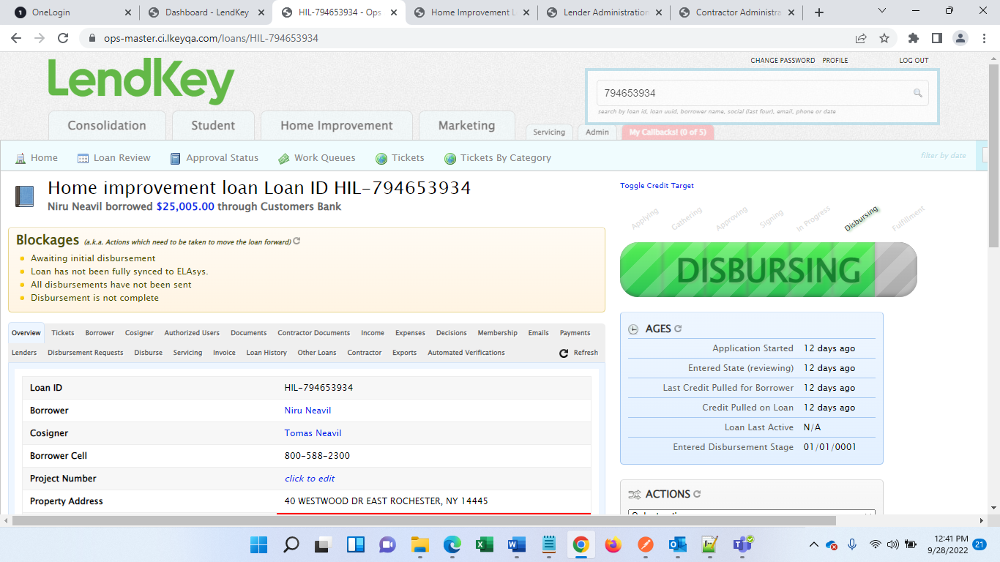 OneLogin
Dashboard - LendKey
HIL-794653934 - Ops
Home Improvement L
Lender Administration
Contractor Administra
ops-master.ci.lkeyqa.com/loans/HIL-794653934
CHANGE PASSWORD PROFILE LOG OUT
LendKey
794653934
search by loan id, loan uuid, borrower name, social (last four), email, phone or date
Consolidation Student Home Improvement Marketing Servicing Admin My Callbacks! (0 of 5)
Home Loan Review Approval Status Work Queues Tickets Tickets By Category filter by date
Home improvement loan Loan ID HIL-794653934
Niru Neavil borrowed $25,005.00 through Customers Bank
Blockages (a.k.a. Actions which need to be taken to move the loan forward)
Awaiting initial disbursement
Loan has not been fully synced to ELAsys.
All disbursements have not been sent
Disbursement is not complete
Overview Tickets Borrower Cosigner Authorized Users Documents Contractor Documents Income Expenses Decisions Membership Emails Payments
Lenders Disbursement Requests Disburse Servicing Invoice Loan History Other Loans Contractor Exports Automated Verifications Refresh
Loan ID HIL-794653934
Borrower Niru Neavil
Cosigner Tomas Neavil
Borrower Cell 800-588-2300
Project Number click to edit
Property Address 40 WESTWOOD DR EAST ROCHESTER, NY 14445
Toggle Credit Target
Applying Gathering Approving Signing In Progress Disbursing Fulfillment
DISBURSING
AGES
Application Started 12 days ago
Entered State (reviewing) 12 days ago
Last Credit Pulled for Borrower 12 days ago
Credit Pulled on Loan 12 days ago
Loan Last Active N/A
Entered Disbursement Stage 01/01/0001
ACTIONS
12:41 PM
9/28/2022
21